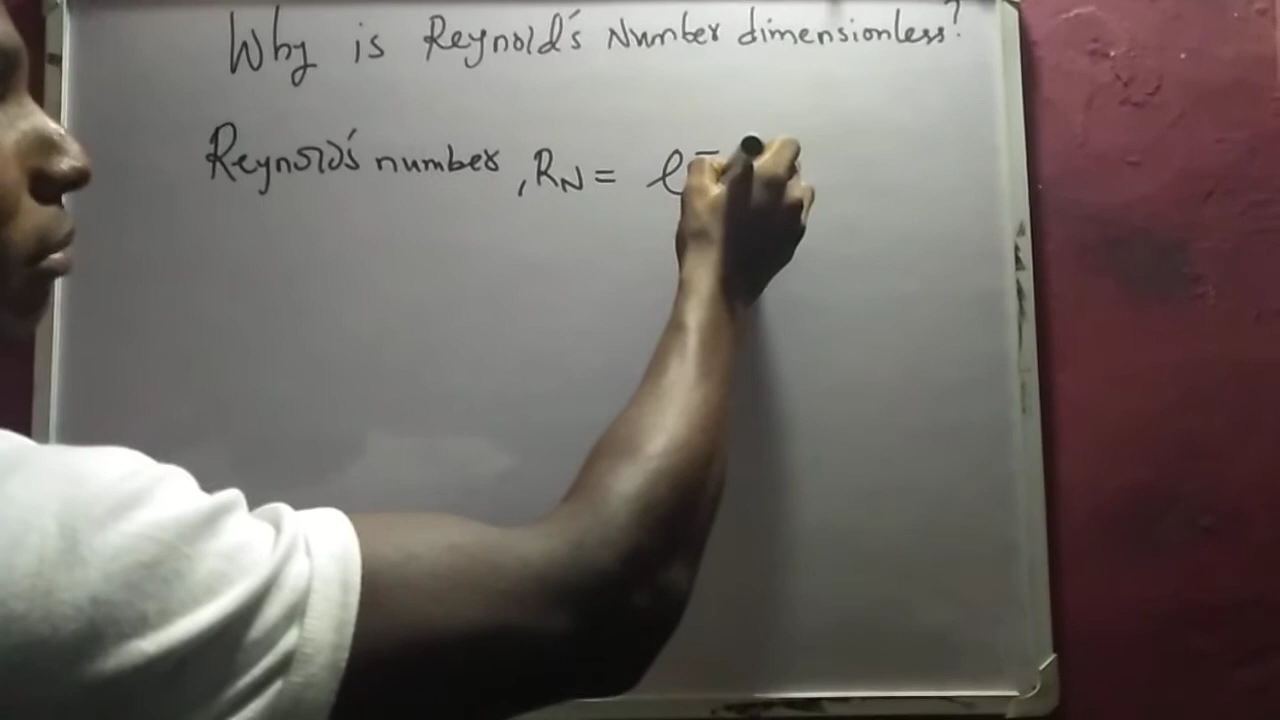 Why is Reynold's Number dimensionless?
Reynold's number, R_N = ρ